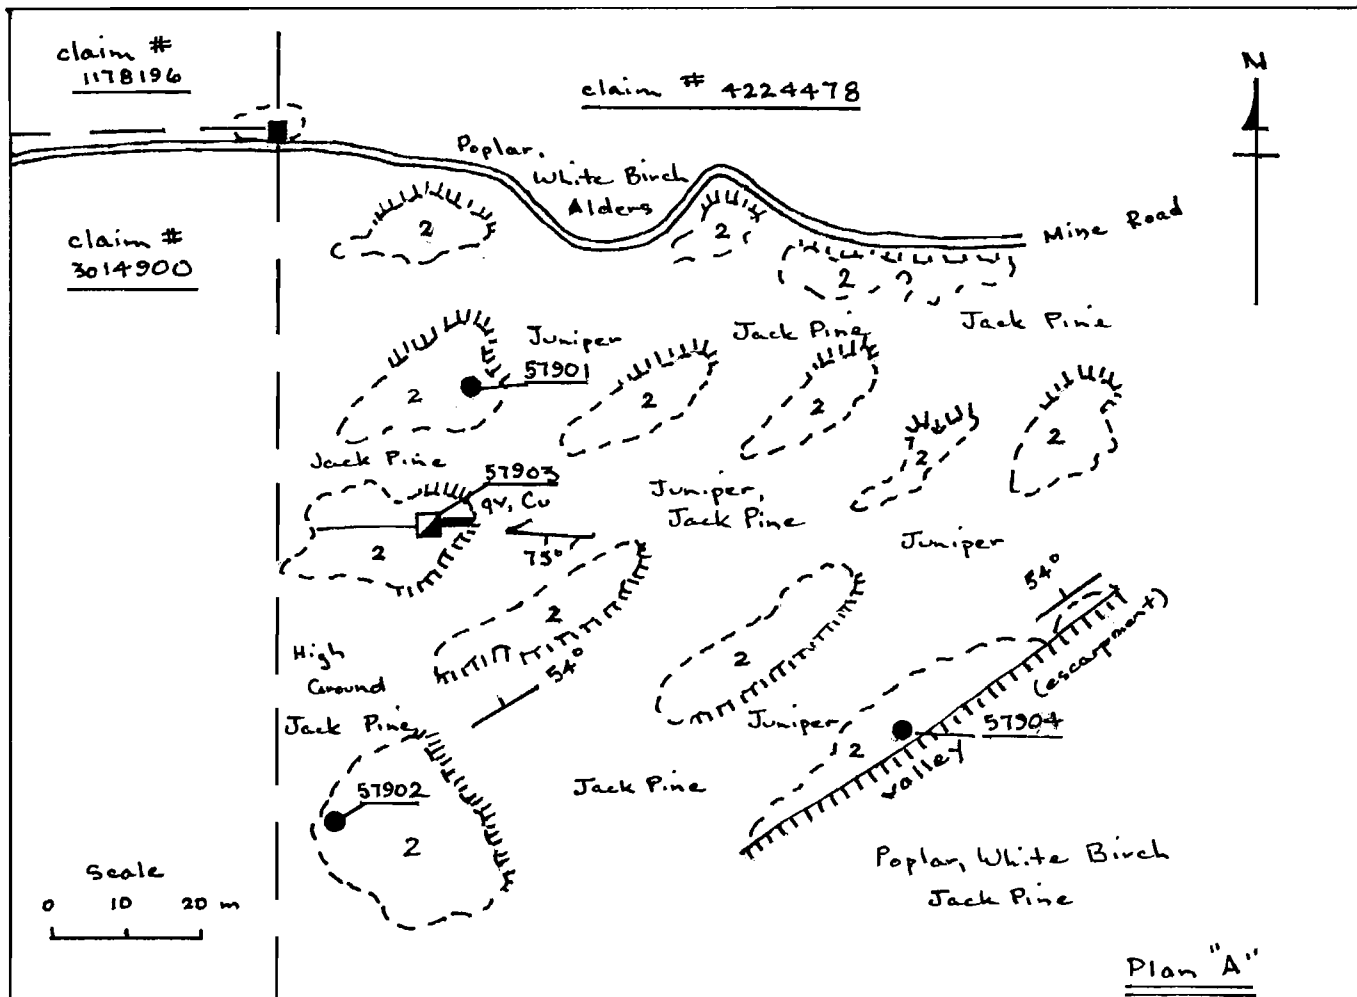 claim #
1178196
claim # 4224478
N
Poplar,
White Birch
Alders
Mine Road
claim #
3014900
2
2
2
Jack Pine
Jack Pine
Juniper
57901
2
2
2
2
2
Jack Pine
57903
qv, Cu
Juniper,
Jack Pine
2
75°
Juniper
54°
2
2
(escarpment)
High
Ground
54°
Jack Pine
Juniper
2
57904
valley
Jack Pine
57902
2
Poplar, White Birch
Jack Pine
Scale
0 10 20 m
Plan "A"